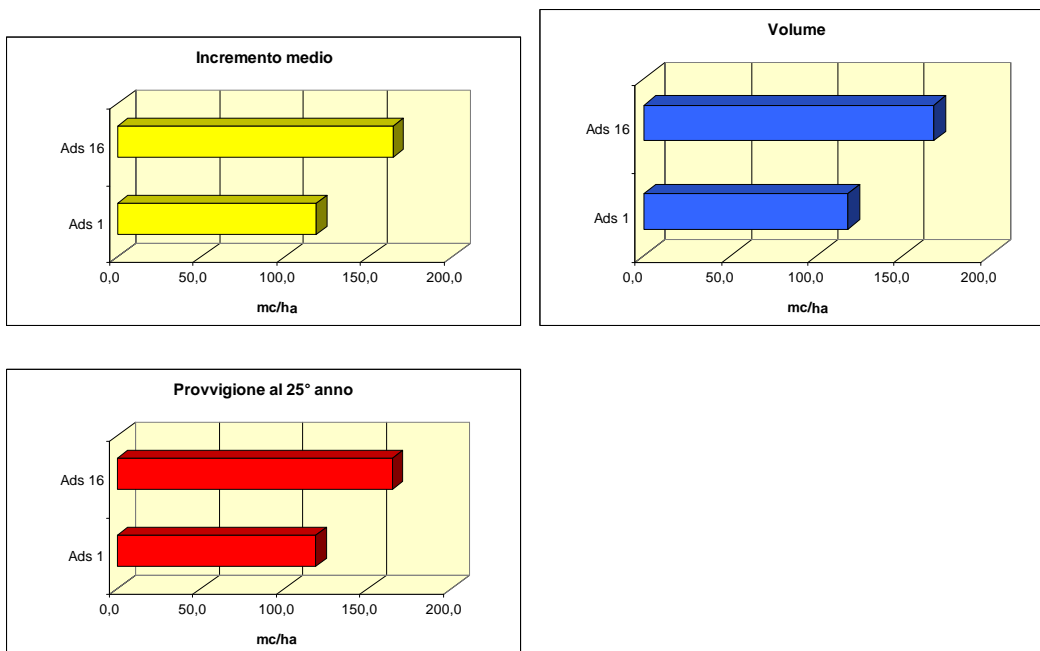 Incremento medio
Ads 16
Ads 1
0,0 50,0 100,0 150,0 200,0
mc/ha
Volume
Ads 16
Ads 1
0,0 50,0 100,0 150,0 200,0
mc/ha
Provvigione al 25° anno
Ads 16
Ads 1
0,0 50,0 100,0 150,0 200,0
mc/ha